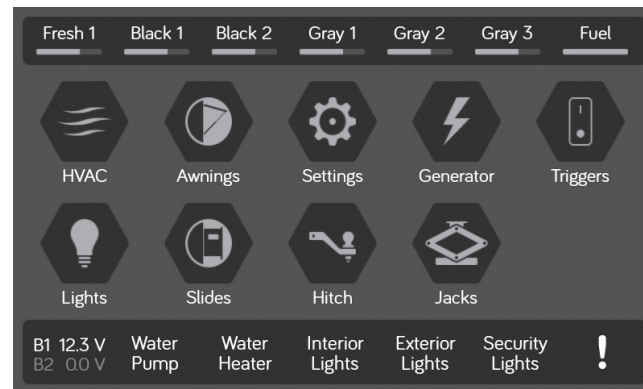 Fresh 1 Black 1 Black 2 Gray 1 Gray 2 Gray 3 Fuel
HVAC Awnings Settings Generator Triggers
Lights Slides Hitch Jacks
B1 12.3 V Water Water Interior Exterior Security !
B2 0.0 V Pump Heater Lights Lights Lights